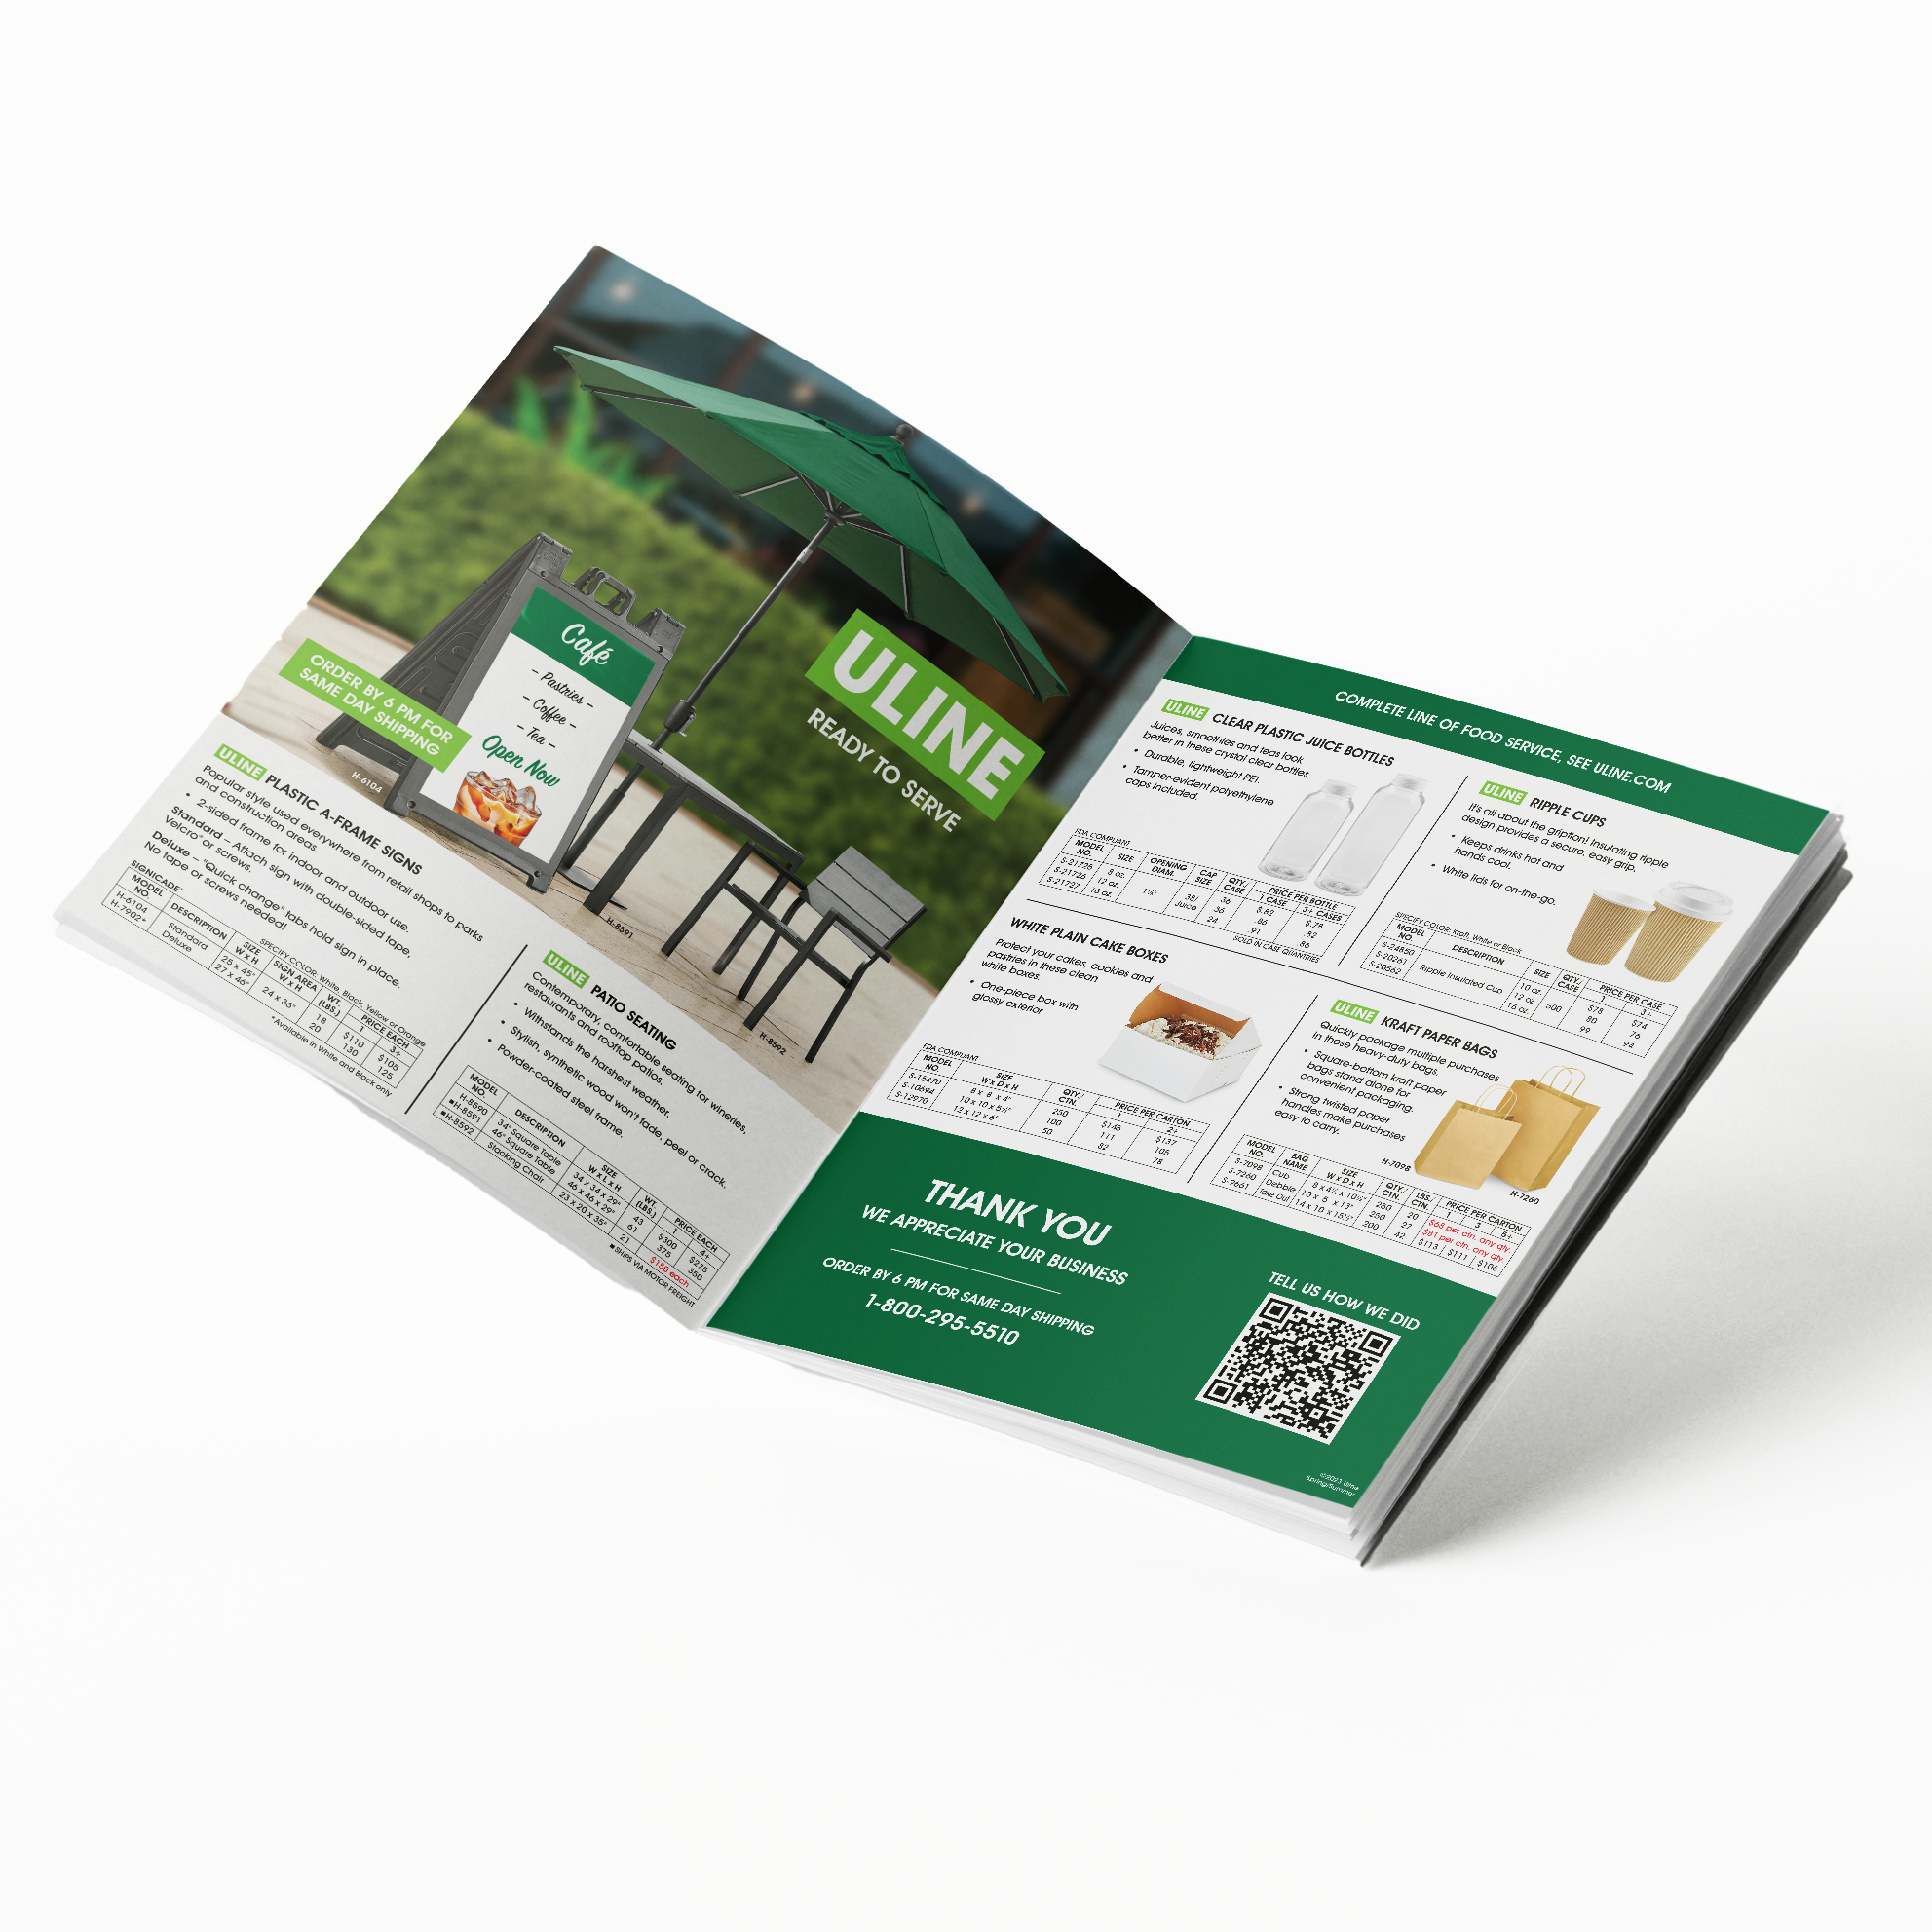 Café
- Pastries -
- Coffee -
- Tea -
Open Now
ORDER BY 6 PM FOR
SAME DAY SHIPPING
ULINE
READY TO SERVE
H-6104
H-8591
H-8592
ULINE PLASTIC A-FRAME SIGNS
Popular style used everywhere from retail shops to parks
and construction areas.
• 2-sided frame for indoor and outdoor use.
Standard – Attach sign with double-sided tape,
Velcro® or screws.
Deluxe – "Quick change" tabs hold sign in place.
No tape or screws needed!
SIGNICADE®
SPECIFY COLOR: White, Black, Yellow or Orange
MODEL NO. DESCRIPTION SIZE W x H SIGN AREA W x H WT. (LBS.) PRICE EACH 1 3+
H-6104 Standard 25 x 45" 24 x 36" 18 $110 $105
H-7902* Deluxe 27 x 46" 20 130 125
*Available in White and Black only
ULINE PATIO SEATING
Contemporary, comfortable seating for wineries,
restaurants and rooftop patios.
• Withstands the harshest weather.
• Stylish, synthetic wood won't fade, peel or crack.
• Powder-coated steel frame.
MODEL NO. DESCRIPTION SIZE W x L x H WT. (LBS.) PRICE EACH 1 4+
H-8590 34" Square Table 34 x 34 x 29" 43 $300 $275
■H-8591 46" Square Table 46 x 46 x 29" 61 375 350
■H-8592 Stacking Chair 23 x 20 x 35" 21 $150 each
■ SHIPS VIA MOTOR FREIGHT
COMPLETE LINE OF FOOD SERVICE, SEE ULINE.COM
ULINE CLEAR PLASTIC JUICE BOTTLES
Juices, smoothies and teas look
better in these crystal clear bottles.
• Durable, lightweight PET.
• Tamper-evident polyethylene
caps included.
FDA COMPLIANT
MODEL NO. SIZE OPENING DIAM. CAP SIZE QTY./ CASE PRICE PER BOTTLE 1 CASE 3+ CASES
S-21725 8 oz. 1½" 38/ Juice 36 $.82 $.78
S-21726 12 oz. 36 .86 .82
S-21727 16 oz. 24 .91 .86
SOLD IN CASE QUANTITIES
ULINE RIPPLE CUPS
It's all about the gription! Insulating ripple
design provides a secure, easy grip.
• Keeps drinks hot and
hands cool.
• White lids for on-the-go.
SPECIFY COLOR: Kraft, White or Black
MODEL NO. DESCRIPTION SIZE QTY./ CASE PRICE PER CASE 1 3+
S-24850 Ripple Insulated Cup 10 oz. 500 $78 $74
S-20261 12 oz. 80 76
S-20562 16 oz. 99 94
WHITE PLAIN CAKE BOXES
Protect your cakes, cookies and
pastries in these clean
white boxes.
• One-piece box with
glossy exterior.
FDA COMPLIANT
MODEL NO. SIZE W x D x H QTY./ CTN. PRICE PER CARTON 1 2+
S-15470 8 x 8 x 4" 250 $145 $137
S-10694 10 x 10 x 5½" 100 111 105
S-12970 12 x 12 x 6" 50 82 78
ULINE KRAFT PAPER BAGS
Quickly package multiple purchases
in these heavy-duty bags.
• Square-bottom kraft paper
bags stand alone for
convenient packaging.
• Strong twisted paper
handles make purchases
easy to carry.
H-7098
H-7260
MODEL NO. BAG NAME SIZE W x D x H QTY./ CTN. LBS./ CTN. PRICE PER CARTON 1 3 5+
S-7098 Cub 250 20 $68 per ctn. any qty.
S-7260 Debbie 10 x 5 x 13" 250 27 $81 per ctn. any qty.
S-9661 Take Out 14 x 10 x 15½" 200 42 $113 $111 $106
THANK YOU
WE APPRECIATE YOUR BUSINESS
ORDER BY 6 PM FOR SAME DAY SHIPPING
1-800-295-5510
TELL US HOW WE DID
Spring/Summer